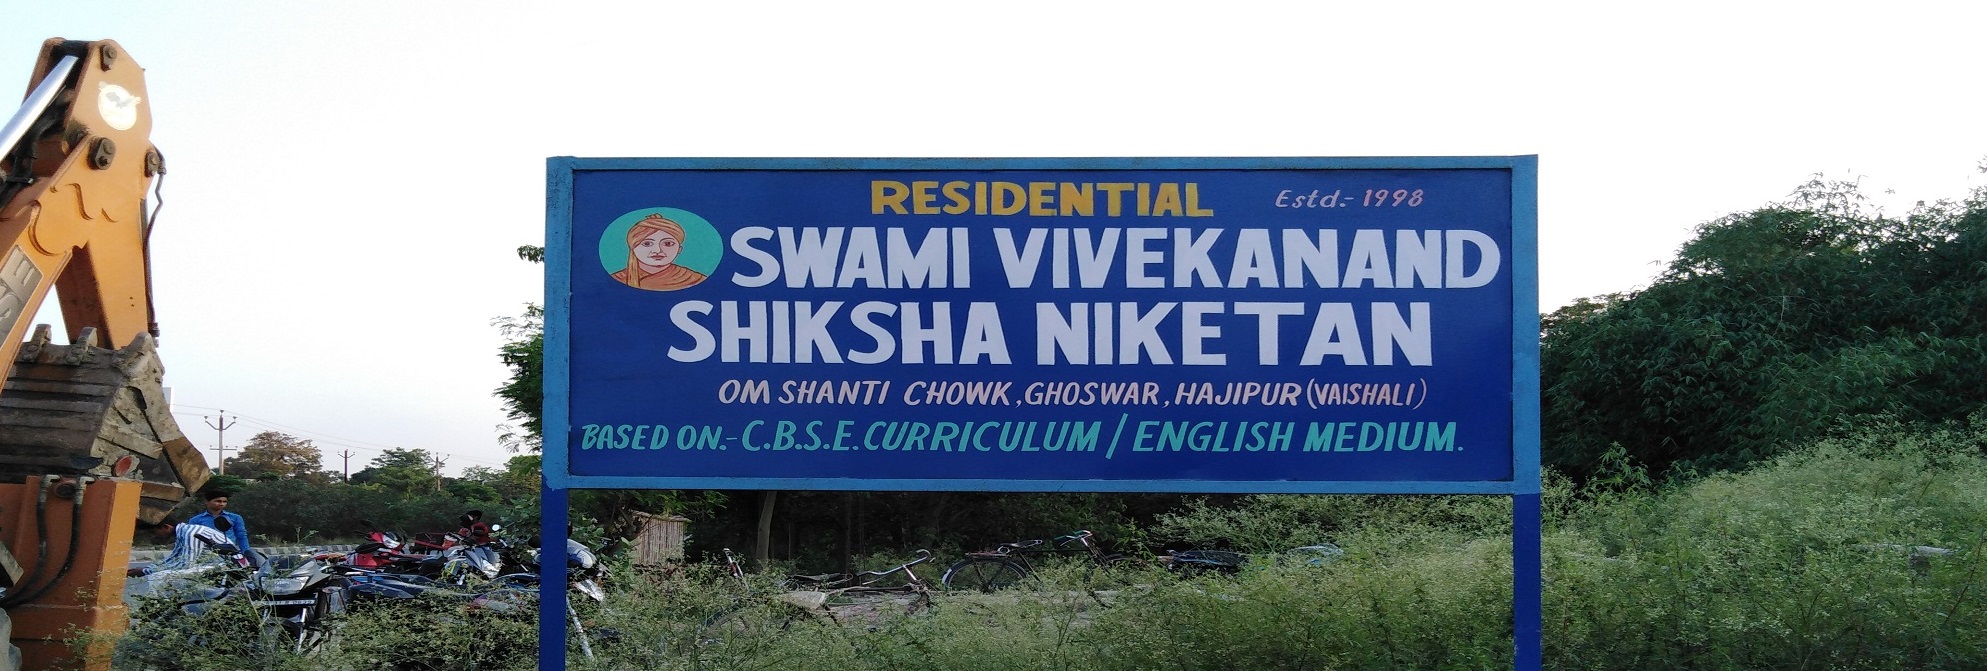 RESIDENTIAL Estd.- 1998
SWAMI VIVEKANAND
SHIKSHA NIKETAN
OM SHANTI CHOWK, GHOSWAR, HAJIPUR (VAISHALI)
BASED ON.- C.B.S.E. CURRICULUM / ENGLISH MEDIUM.